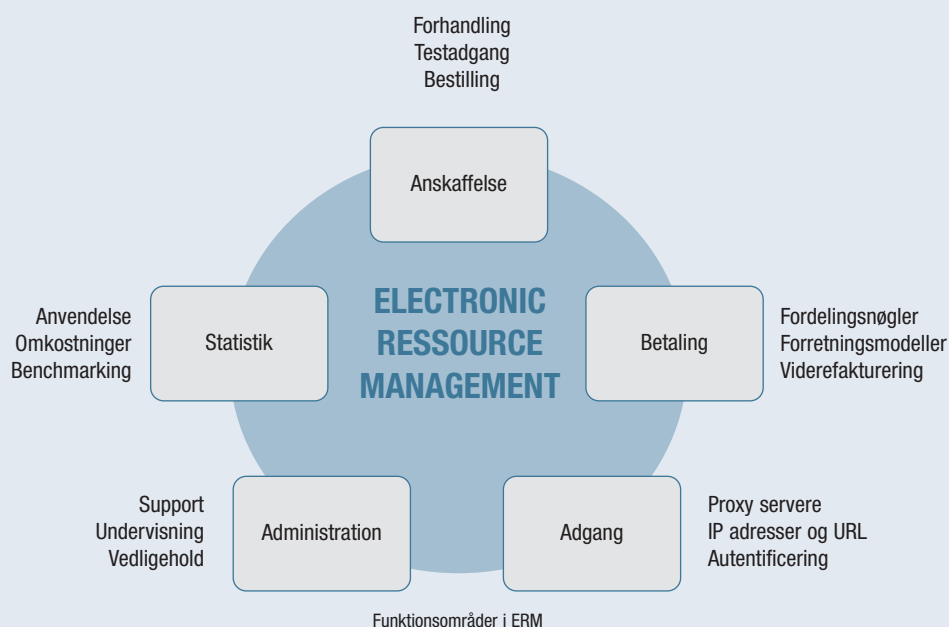 Forhandling
Testadgang
Bestilling
Anskaffelse
ELECTRONIC
RESSOURCE
MANAGEMENT
Anvendelse
Omkostninger
Benchmarking
Statistik
Betaling
Fordelingsnøgler
Forretningsmodeller
Viderefakturering
Support
Undervisning
Vedligehold
Administration
Adgang
Proxy servere
IP adresser og URL
Autentificering
Funktionsområder i ERM